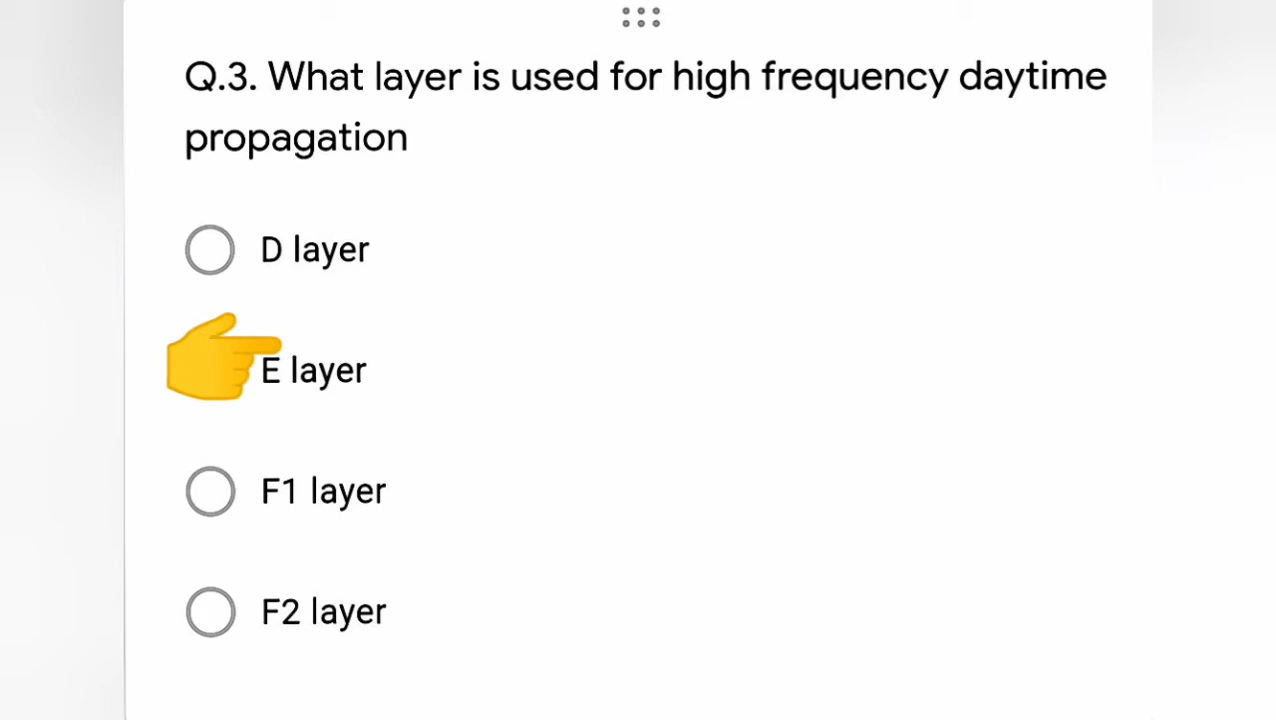 Q.3. What layer is used for high frequency daytime
propagation
D layer
E layer
F1 layer
F2 layer